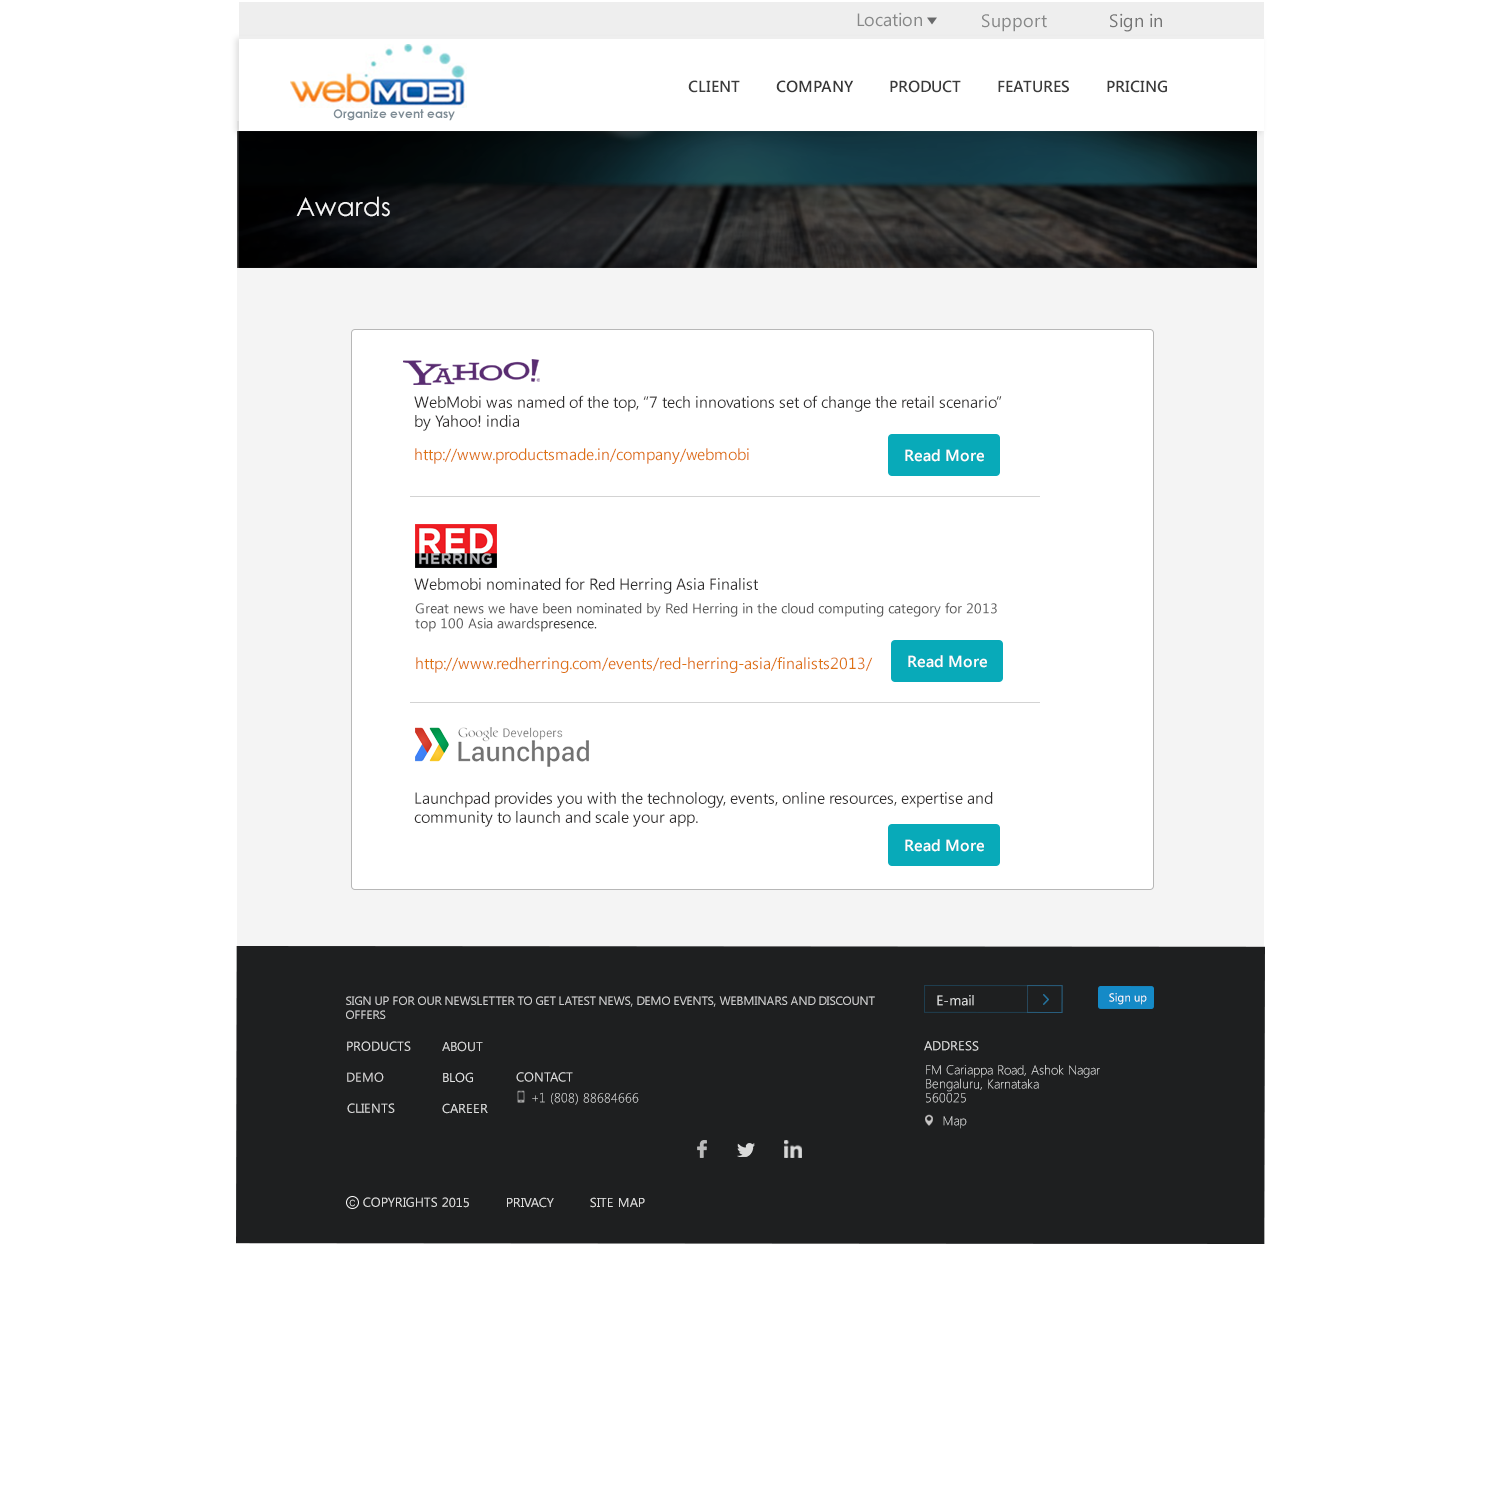 Location Support Sign in
webMOBI
Organize event easy
CLIENT COMPANY PRODUCT FEATURES PRICING
Awards
YAHOO!
WebMobi was named of the top, “7 tech innovations set of change the retail scenario”
by Yahoo! india
http://www.productsmade.in/company/webmobi
Read More
RED
HERRING
Webmobi nominated for Red Herring Asia Finalist
Great news we have been nominated by Red Herring in the cloud computing category for 2013
top 100 Asia awardspresence.
http://www.redherring.com/events/red-herring-asia/finalists2013/
Read More
Google Developers
Launchpad
Launchpad provides you with the technology, events, online resources, expertise and
community to launch and scale your app.
Read More
SIGN UP FOR OUR NEWSLETTER TO GET LATEST NEWS, DEMO EVENTS, WEBMINARS AND DISCOUNT
OFFERS
E-mail
Sign up
PRODUCTS ABOUT
DEMO BLOG
CLIENTS CAREER
CONTACT
+1 (808) 88684666
ADDRESS
FM Cariappa Road, Ashok Nagar
Bengaluru, Karnataka
560025
Map
© COPYRIGHTS 2015 PRIVACY SITE MAP